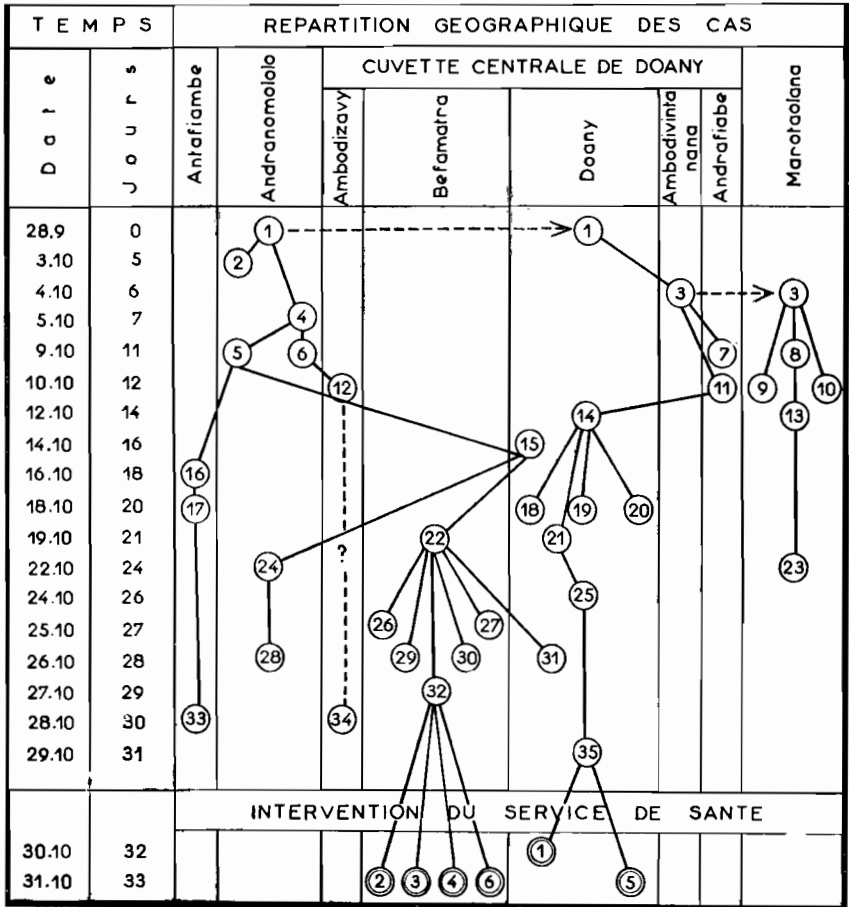 TEMPS REPARTITION GEOGRAPHIQUE DES CAS
Date Jours Antafiambe Andranomololo CUVETTE CENTRALE DE DOANY Marotaolana
Ambodizavy Befamatra Doany Ambodivinta nana Andrafiabe
28.9 0 1 1
3.10 5 2
4.10 6 3 3
5.10 7 4
9.10 11 5 6 7 8
10.10 12 12 11 9 10
12.10 14 14 13
14.10 16 15
16.10 18 16
18.10 20 17 18 19 20
19.10 21 22 21
?
22.10 24 24 23
24.10 26 25
25.10 27 26 27
26.10 28 28 29 30 31
27.10 29 32
28.10 30 33 34
29.10 31 35
INTERVENTION DU SERVICE DE SANTE
30.10 32 1
31.10 33 2 3 4 6 5